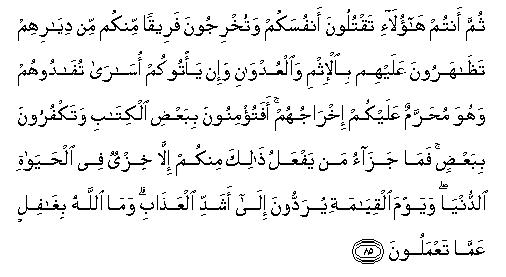 ثُمَّ أَنتُمْ هَـٰٓؤُلَآءِ تَقْتُلُونَ أَنفُسَكُمْ وَتُخْرِجُونَ فَرِيقًا مِّنكُم مِّن دِيَـٰرِهِمْ
تَظَـٰهَرُونَ عَلَيْهِم بِٱلْإِثْمِ وَٱلْعُدْوَٰنِ وَإِن يَأْتُوكُمْ أُسَـٰرَىٰ تُفَـٰدُوهُمْ
وَهُوَ مُحَرَّمٌ عَلَيْكُمْ إِخْرَاجُهُمْ ۚ أَفَتُؤْمِنُونَ بِبَعْضِ ٱلْكِتَـٰبِ وَتَكْفُرُونَ
بِبَعْضٍ ۚ فَمَا جَزَآءُ مَن يَفْعَلُ ذَٰلِكَ مِنكُمْ إِلَّا خِزْىٌ فِى ٱلْحَيَوٰةِ
ٱلدُّنْيَا ۖ وَيَوْمَ ٱلْقِيَـٰمَةِ يُرَدُّونَ إِلَىٰٓ أَشَدِّ ٱلْعَذَابِ ۗ وَمَا ٱللَّهُ بِغَـٰفِلٍ
عَمَّا تَعْمَلُونَ ﴿٨٥﴾